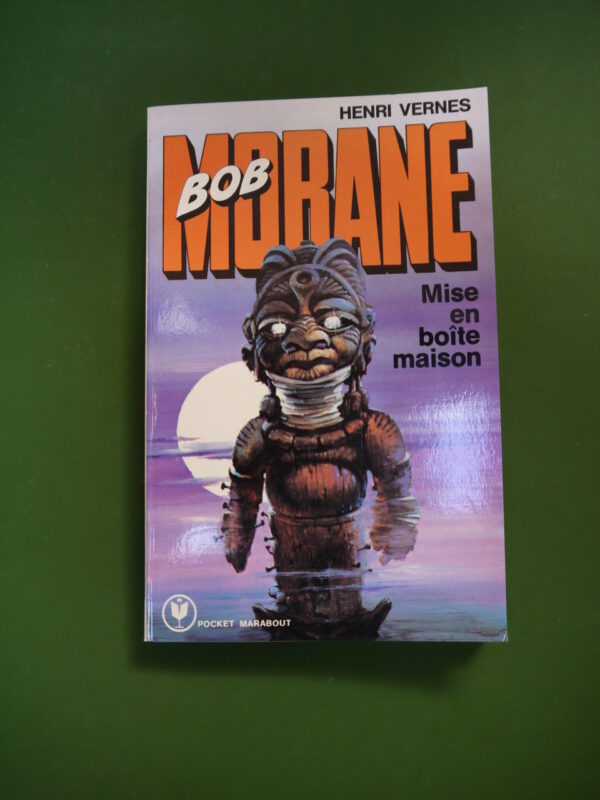 HENRI VERNES
BOB
MORANE
Mise
en
boîte
maison
POCKET MARABOUT